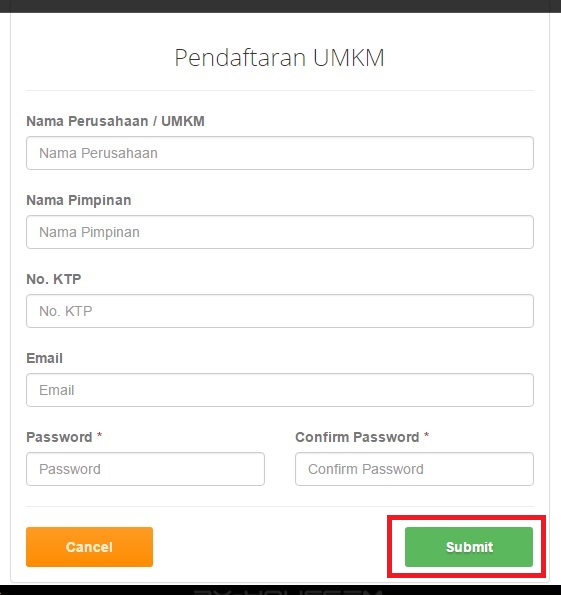 Pendaftaran UMKM
Nama Perusahaan / UMKM
Nama Perusahaan
Nama Pimpinan
Nama Pimpinan
No. KTP
No. KTP
Email
Email
Password * Confirm Password *
Password Confirm Password
Cancel Submit